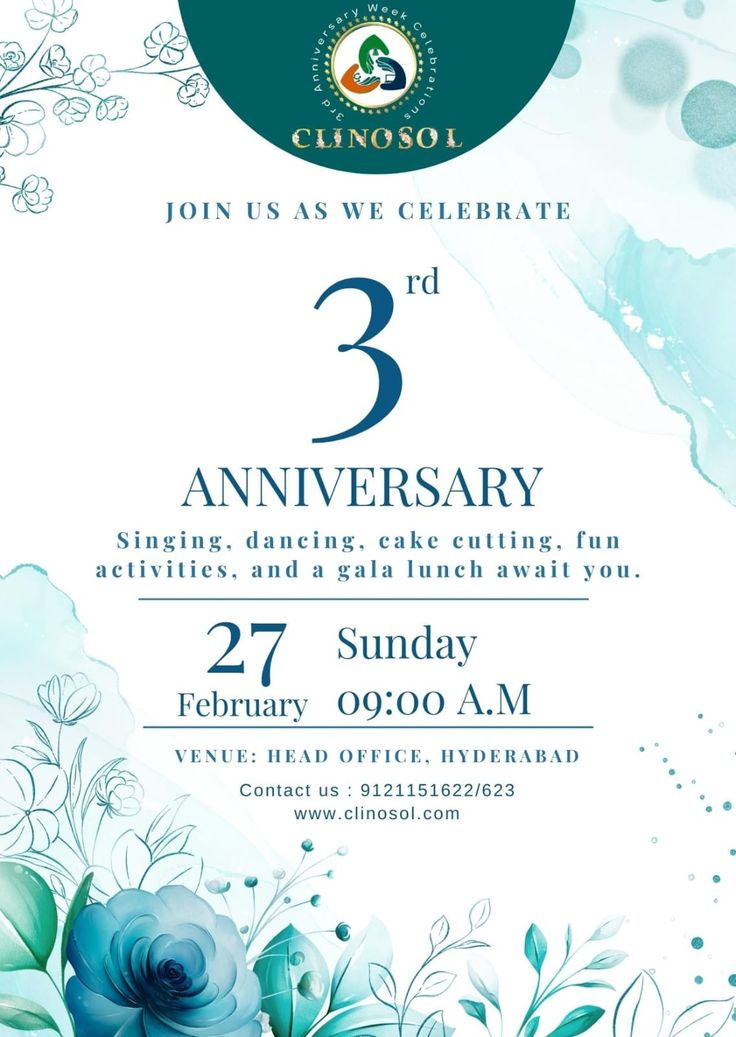 3rd Anniversary Week Celebrations
CLINOSOL
JOIN US AS WE CELEBRATE
3rd
ANNIVERSARY
Singing, dancing, cake cutting, fun
activities, and a gala lunch await you.
27 Sunday
February 09:00 A.M
VENUE: HEAD OFFICE, HYDERABAD
Contact us : 9121151622/623
www.clinosol.com